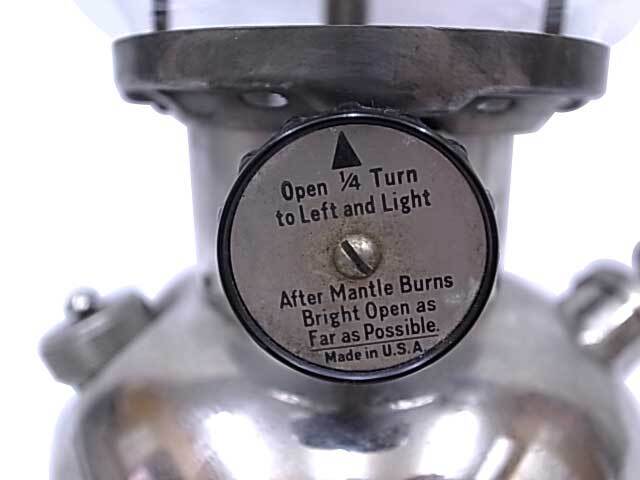 Open ¼ Turn
to Left and Light
After Mantle Burns
Bright Open as
Far as Possible.
Made in U.S.A